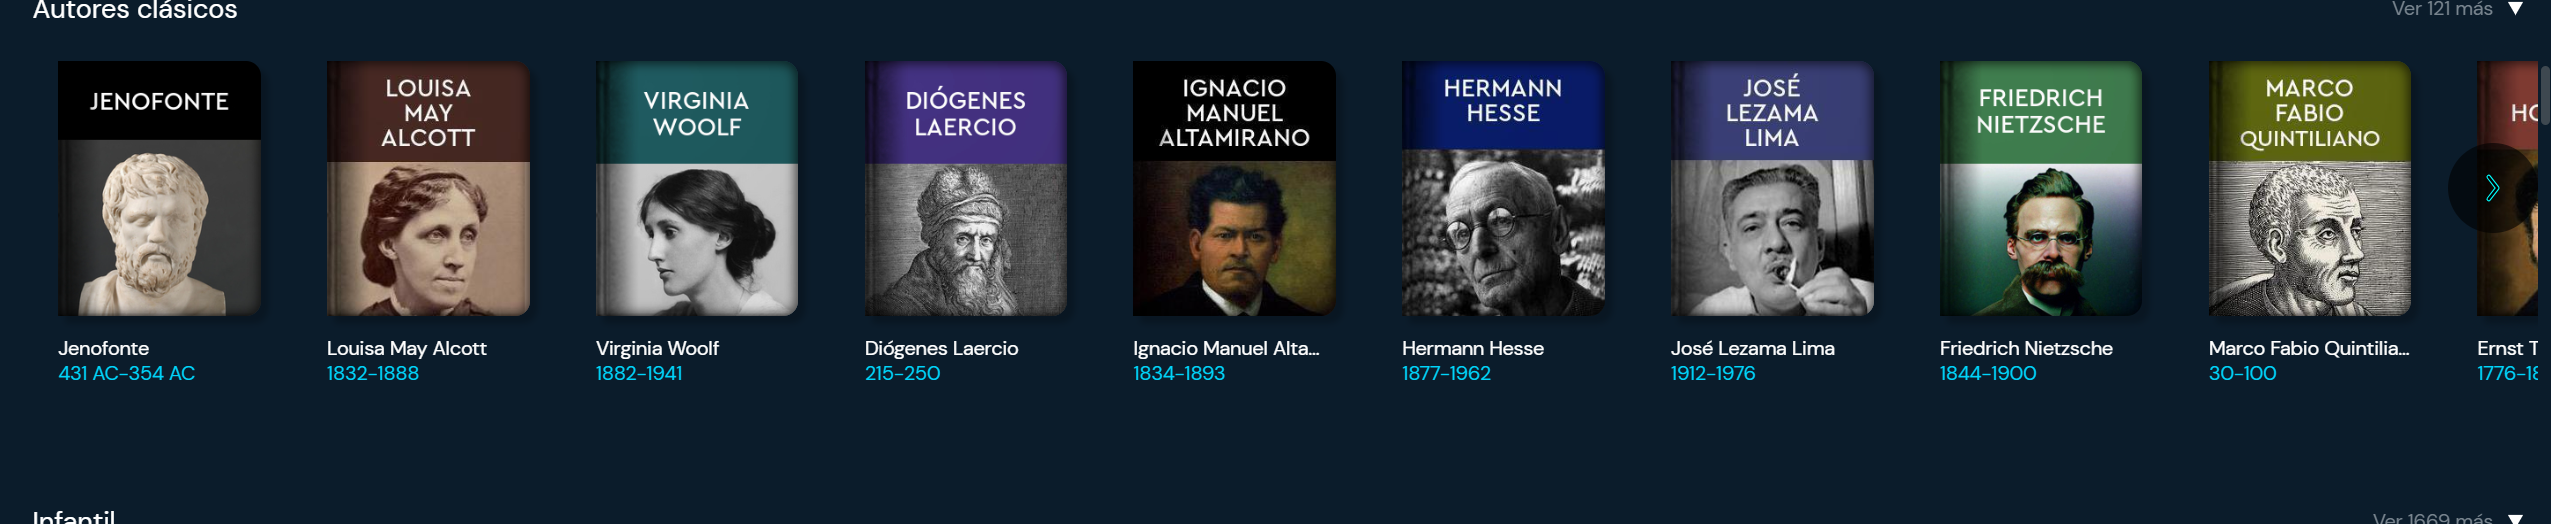 Autores clásicos
Ver 121 más
JENOFONTE
LOUISA
MAY
ALCOTT
VIRGINIA
WOOLF
DIÓGENES
LAERCIO
IGNACIO
MANUEL
ALTAMIRANO
HERMANN
HESSE
JOSÉ
LEZAMA
LIMA
FRIEDRICH
NIETZSCHE
MARCO
FABIO
QUINTILIANO
HO
Jenofonte
431 AC-354 AC
Louisa May Alcott
1832-1888
Virginia Woolf
1882-1941
Diógenes Laercio
215-250
Ignacio Manuel Alta...
1834-1893
Hermann Hesse
1877-1962
José Lezama Lima
1912-1976
Friedrich Nietzsche
1844-1900
Marco Fabio Quintilia...
30-100
Ernst T
1776-18
Infantil
Ver 1669 más